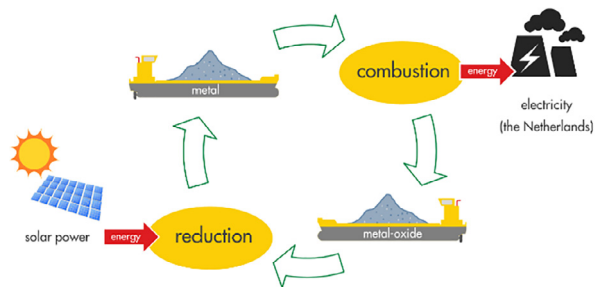 metal
combustion
energy
electricity
(the Netherlands)
metal-oxide
solar power
energy
reduction